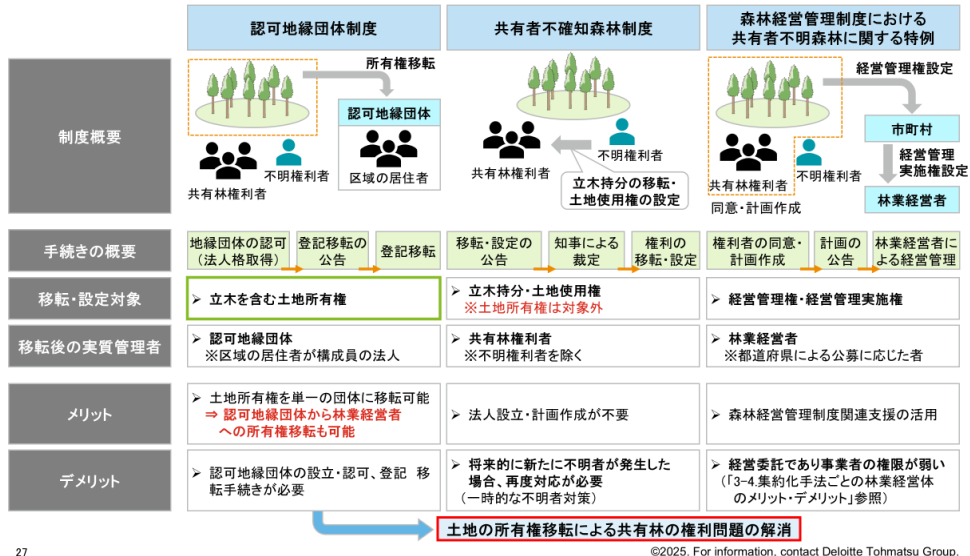 認可地縁団体制度
共有者不確知森林制度
森林経営管理制度における
共有者不明森林に関する特例
制度概要
所有権移転
認可地縁団体
区域の居住者
不明権利者
共有林権利者
共有林権利者
不明権利者
立木持分の移転・
土地使用権の設定
経営管理権設定
市町村
経営管理
実施権設定
林業経営者
共有林権利者
不明権利者
同意・計画作成
手続きの概要
地縁団体の認可
(法人格取得)
登記移転の
公告
登記移転
移転・設定の
公告
知事による
裁定
権利の
移転・設定
権利者の同意・
計画作成
計画の
公告
林業経営者に
よる経営管理
移転・設定対象
➢ 立木を含む土地所有権
➢ 立木持分・土地使用権
※土地所有権は対象外
➢ 経営管理権・経営管理実施権
移転後の実質管理者
➢ 認可地縁団体
※区域の居住者が構成員の法人
➢ 共有林権利者
※不明権利者を除く
➢ 林業経営者
※都道府県による公募に応じた者
メリット
➢ 土地所有権を単一の団体に移転可能
⇒ 認可地縁団体から林業経営者
への所有権移転も可能
➢ 法人設立・計画作成が不要
➢ 森林経営管理制度関連支援の活用
デメリット
➢ 認可地縁団体の設立・認可、登記 移
転手続きが必要
➢ 将来的に新たに不明者が発生した
場合、再度対応が必要
(一時的な不明者対策)
➢ 経営委託であり事業者の権限が弱い
(「3-4.集約化手法ごとの林業経営体
のメリット・デメリット」参照)
土地の所有権移転による共有林の権利問題の解消
27
©2025. For information, contact Deloitte Tohmatsu Group.